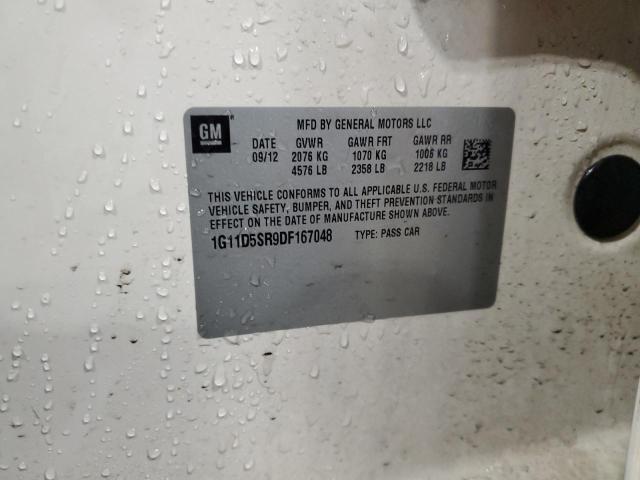 GM
MFD BY GENERAL MOTORS LLC
DATE GVWR GAWR FRT GAWR RR
09/12 2076 KG 1070 KG 1006 KG
4576 LB 2358 LB 2218 LB
THIS VEHICLE CONFORMS TO ALL APPLICABLE U.S. FEDERAL MOTOR
VEHICLE SAFETY, BUMPER, AND THEFT PREVENTION STANDARDS IN
EFFECT ON THE DATE OF MANUFACTURE SHOWN ABOVE.
1G11D5SR9DF167048 TYPE: PASS CAR